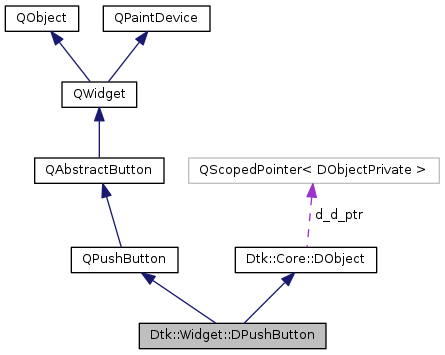 QObject
QPaintDevice
QWidget
QAbstractButton
QScopedPointer< DObjectPrivate >
d_d_ptr
QPushButton
Dtk::Core::DObject
Dtk::Widget::DPushButton